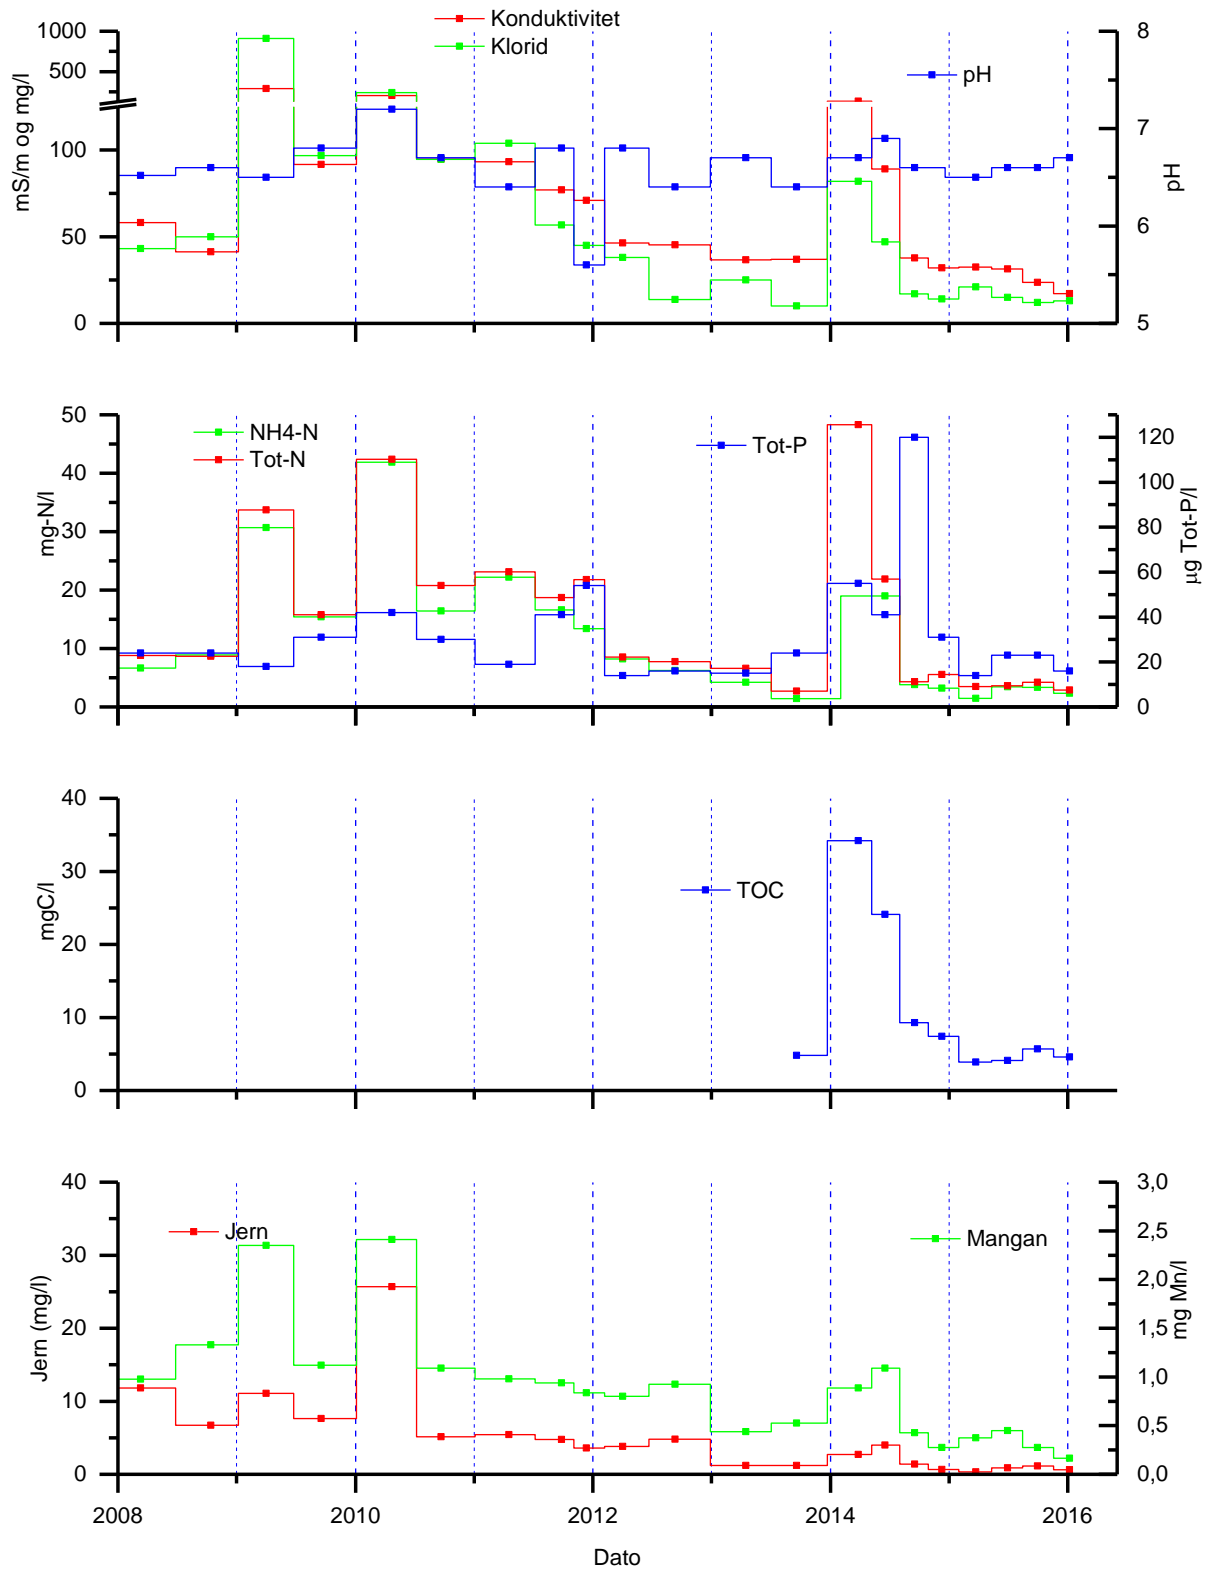 Konduktivitet
Klorid
pH
1000
500
100
50
0
mS/m og mg/l
8
7
6
5
pH
NH4-N
Tot-N
Tot-P
50
40
30
20
10
0
mg-N/l
120
100
80
60
40
20
0
µg Tot-P/l
TOC
40
30
20
10
0
mgC/l
Jern
Mangan
40
30
20
10
0
Jern (mg/l)
3,0
2,5
2,0
1,5
1,0
0,5
0,0
mg Mn/l
2008 2010 2012 2014 2016
Dato